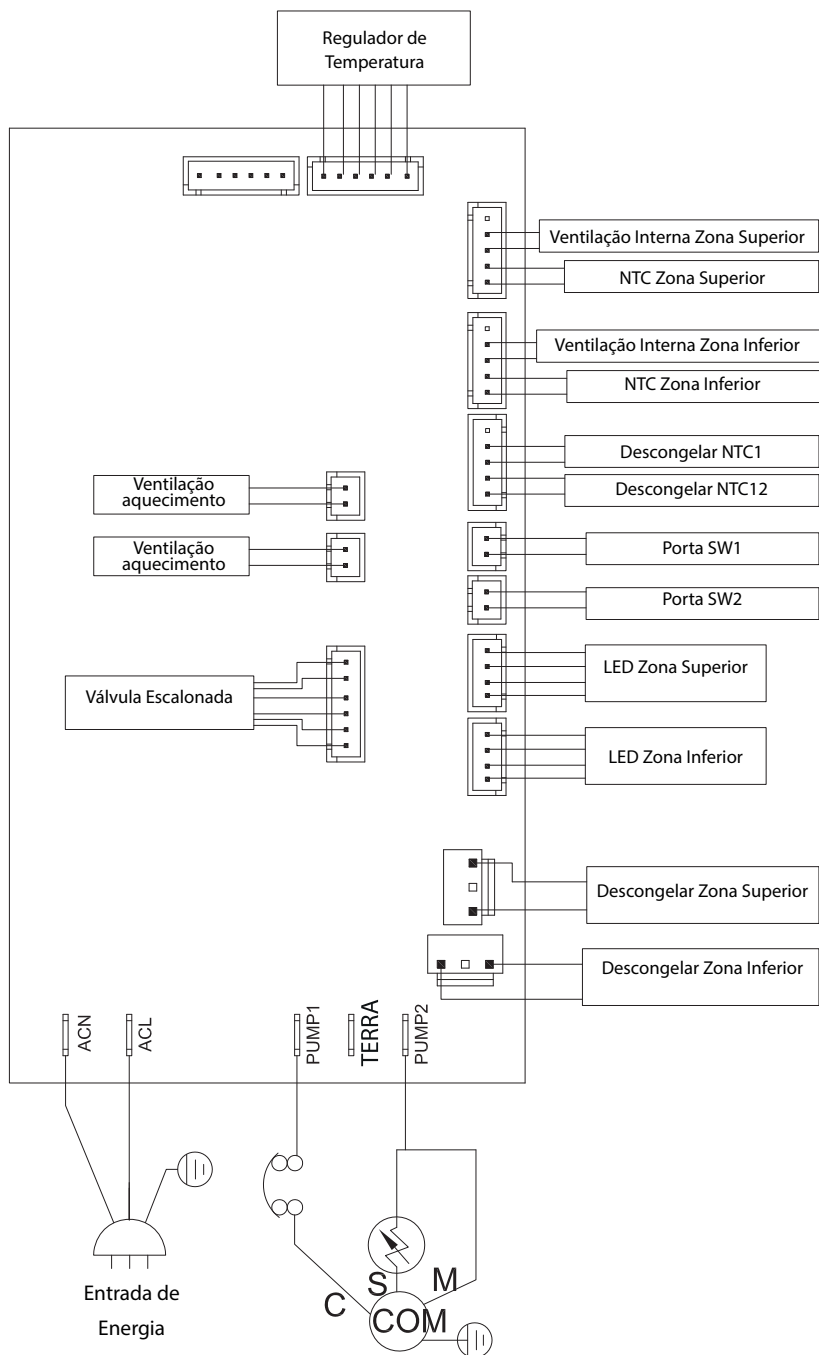 Regulador de
Temperatura
Ventilação Interna Zona Superior
NTC Zona Superior
Ventilação Interna Zona Inferior
NTC Zona Inferior
Descongelar NTC1
Descongelar NTC12
Ventilação
aquecimento
Ventilação
aquecimento
Porta SW1
Porta SW2
LED Zona Superior
Válvula Escalonada
LED Zona Inferior
Descongelar Zona Superior
Descongelar Zona Inferior
ACN
ACL
PUMP1
TERRA
PUMP2
Entrada de
Energia
C
S
M
COM